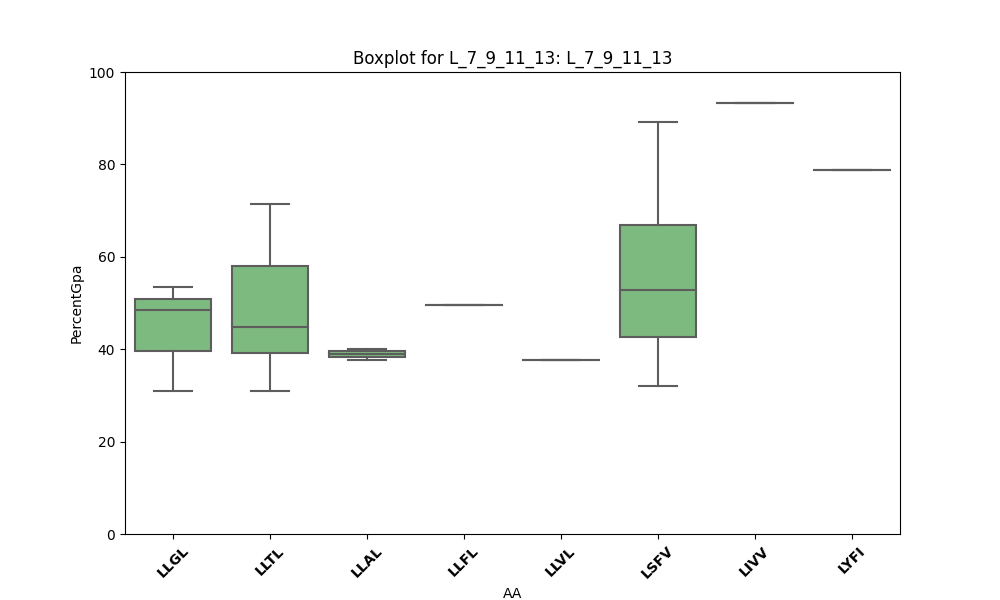 Boxplot for L_7_9_11_13: L_7_9_11_13
100
80
60
40
20
0
PercentGpa
LLGL
LLTL
LLAL
LLFL
LLVL
LSFV
LIVV
LYFI
AA